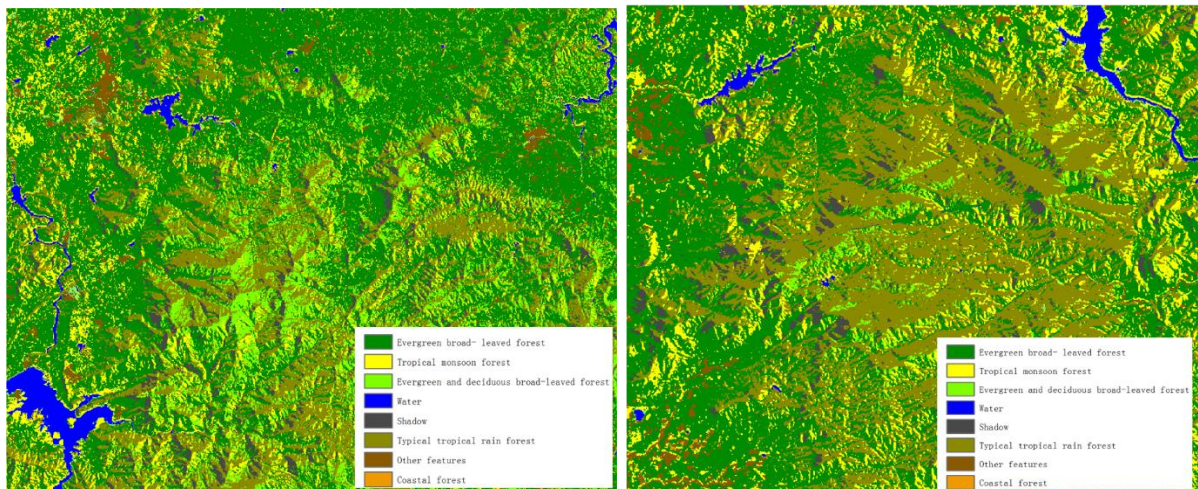 Evergreen broad- leaved forest
Tropical monsoon forest
Evergreen and deciduous broad-leaved forest
Water
Shadow
Typical tropical rain forest
Other features
Coastal forest
Evergreen broad- leaved forest
Tropical monsoon forest
Evergreen and deciduous broad-leaved forest
Water
Shadow
Typical tropical rain forest
Other features
Coastal forest